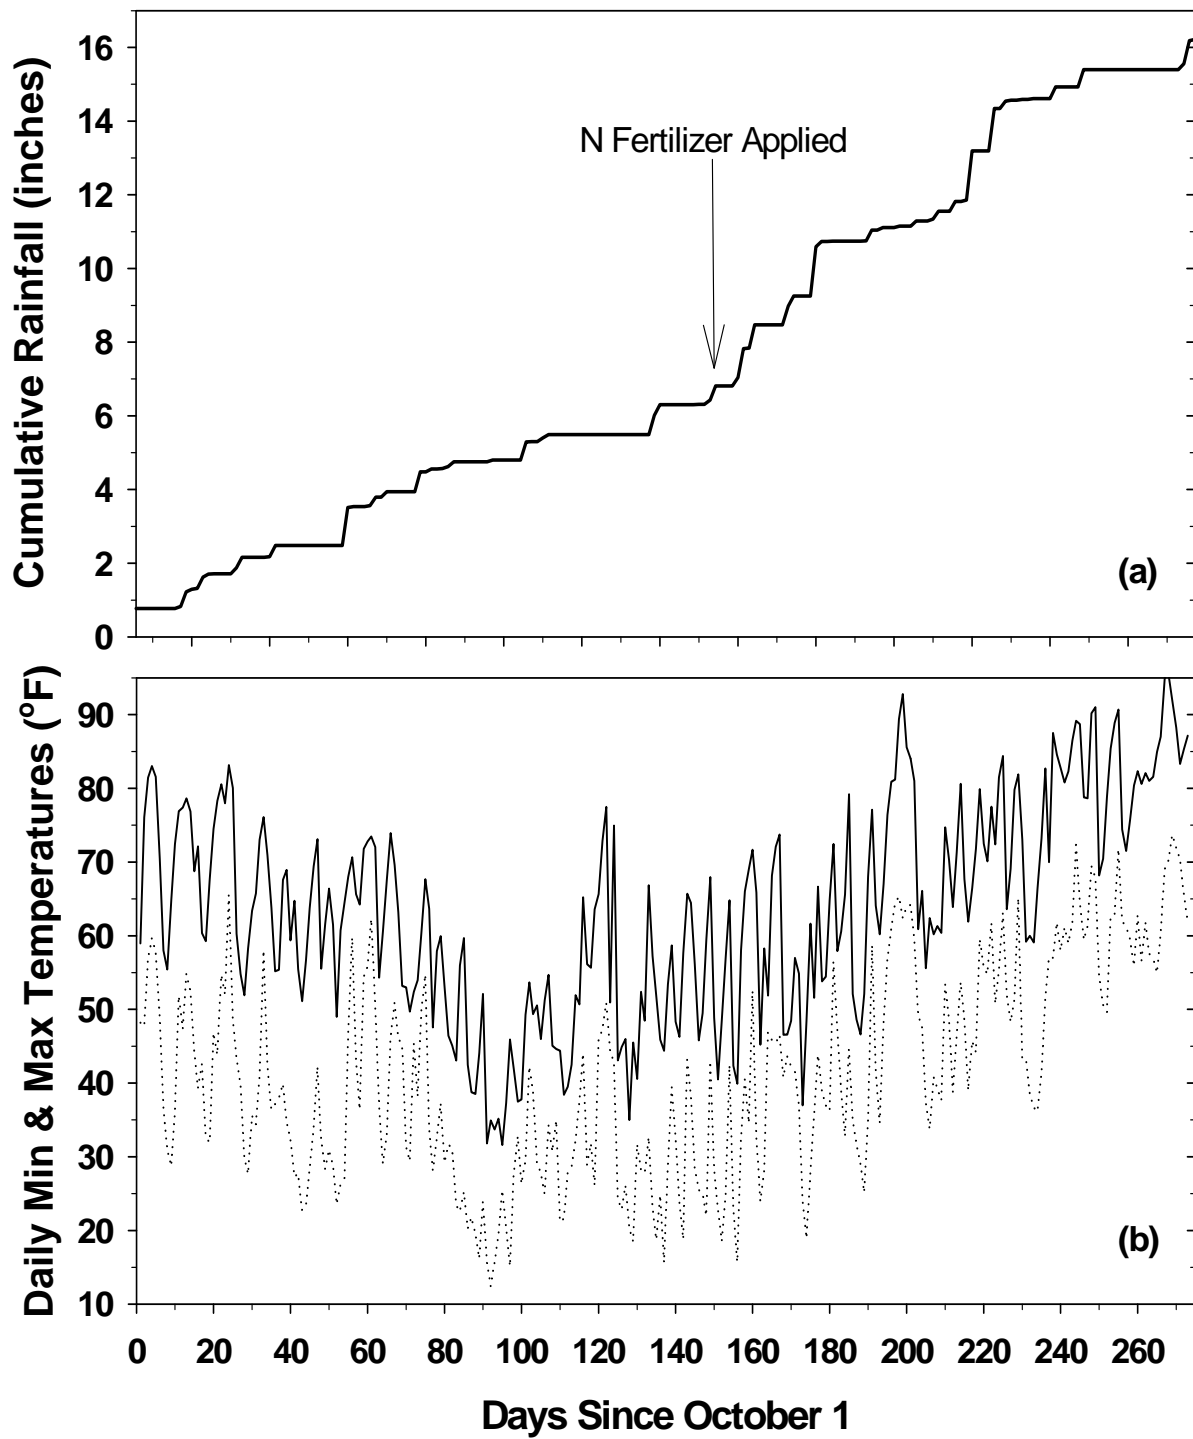 Cumulative Rainfall (inches)
16
14
12
10
8
6
4
2
0
N Fertilizer Applied
(a)
Daily Min & Max Temperatures (°F)
90
80
70
60
50
40
30
20
10
(b)
0 20 40 60 80 100 120 140 160 180 200 220 240 260
Days Since October 1